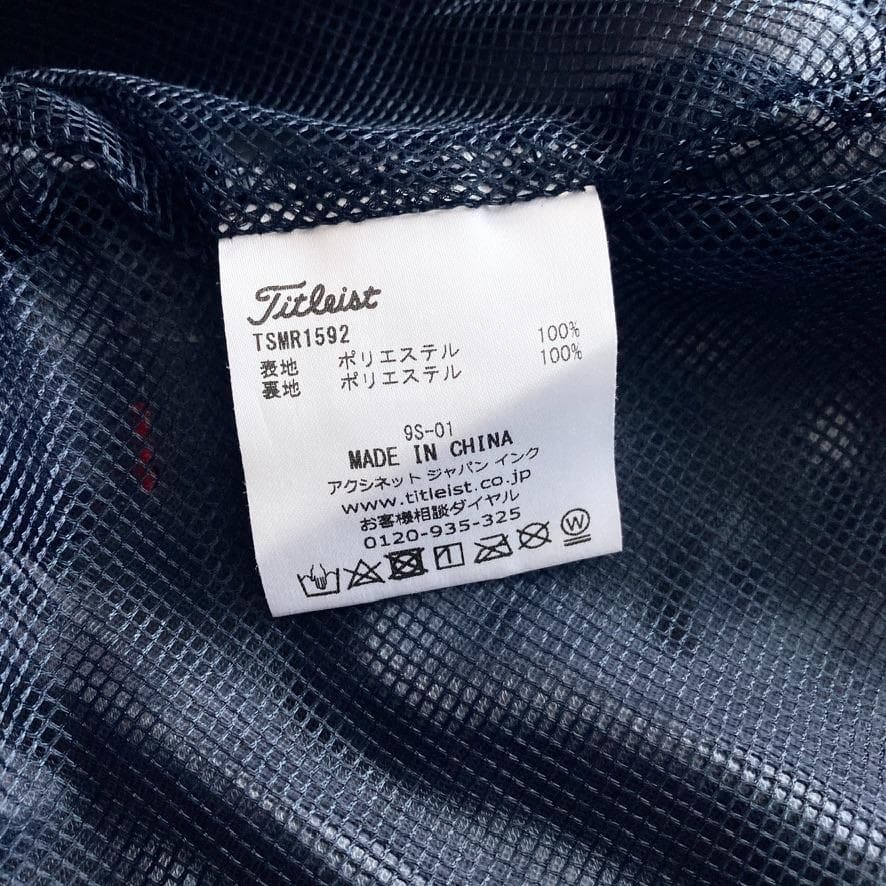 Titleist
TSMR1592
表地 ポリエステル 100%
裏地 ポリエステル 100%
9S-01
MADE IN CHINA
アクシネット ジャパン インク
www.titleist.co.jp
お客様相談ダイヤル
0120-935-325
W